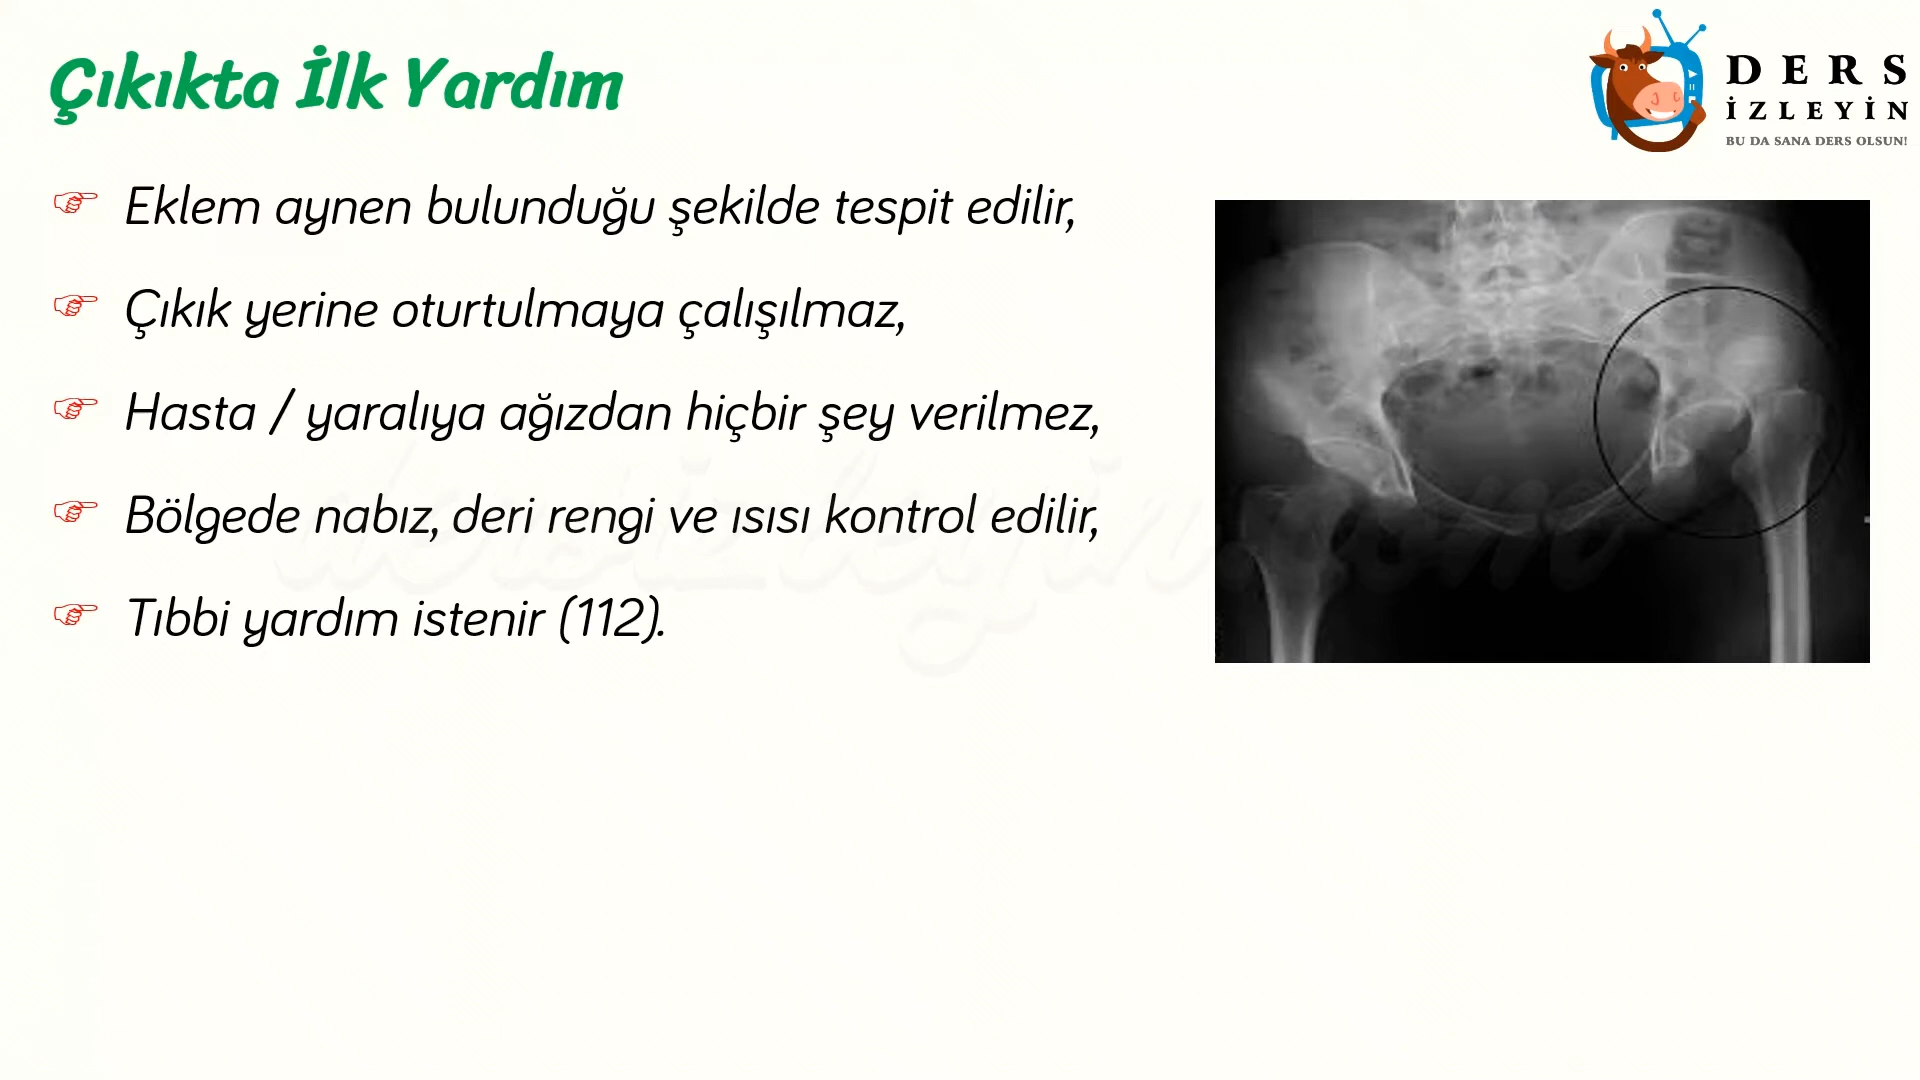 Çıkıkta İlk Yardım
DERS
İZLEYİN
BU DA SANA DERS OLSUN!
Eklem aynen bulunduğu şekilde tespit edilir,
Çıkık yerine oturtulmaya çalışılmaz,
Hasta / yaralıya ağızdan hiçbir şey verilmez,
Bölgede nabız, deri rengi ve ısısı kontrol edilir,
Tıbbi yardım istenir (112).
dersizleyin.com